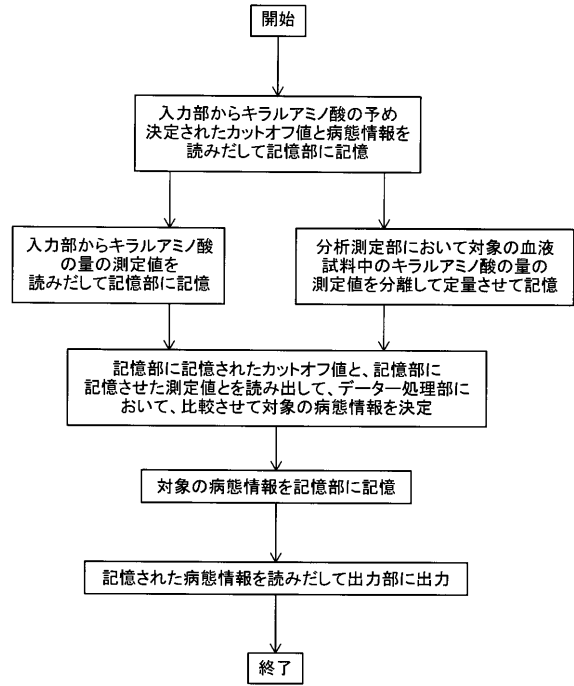 開始
入力部からキラルアミノ酸の予め
決定されたカットオフ値と病態情報を
読みだして記憶部に記憶
入力部からキラルアミノ酸
の量の測定値を
読みだして記憶部に記憶
分析測定部において対象の血液
試料中のキラルアミノ酸の量の
測定値を分離して定量させて記憶
記憶部に記憶されたカットオフ値と、記憶部に
記憶させた測定値とを読み出して、データー処理部に
おいて、比較させて対象の病態情報を決定
対象の病態情報を記憶部に記憶
記憶された病態情報を読みだして出力部に出力
終了